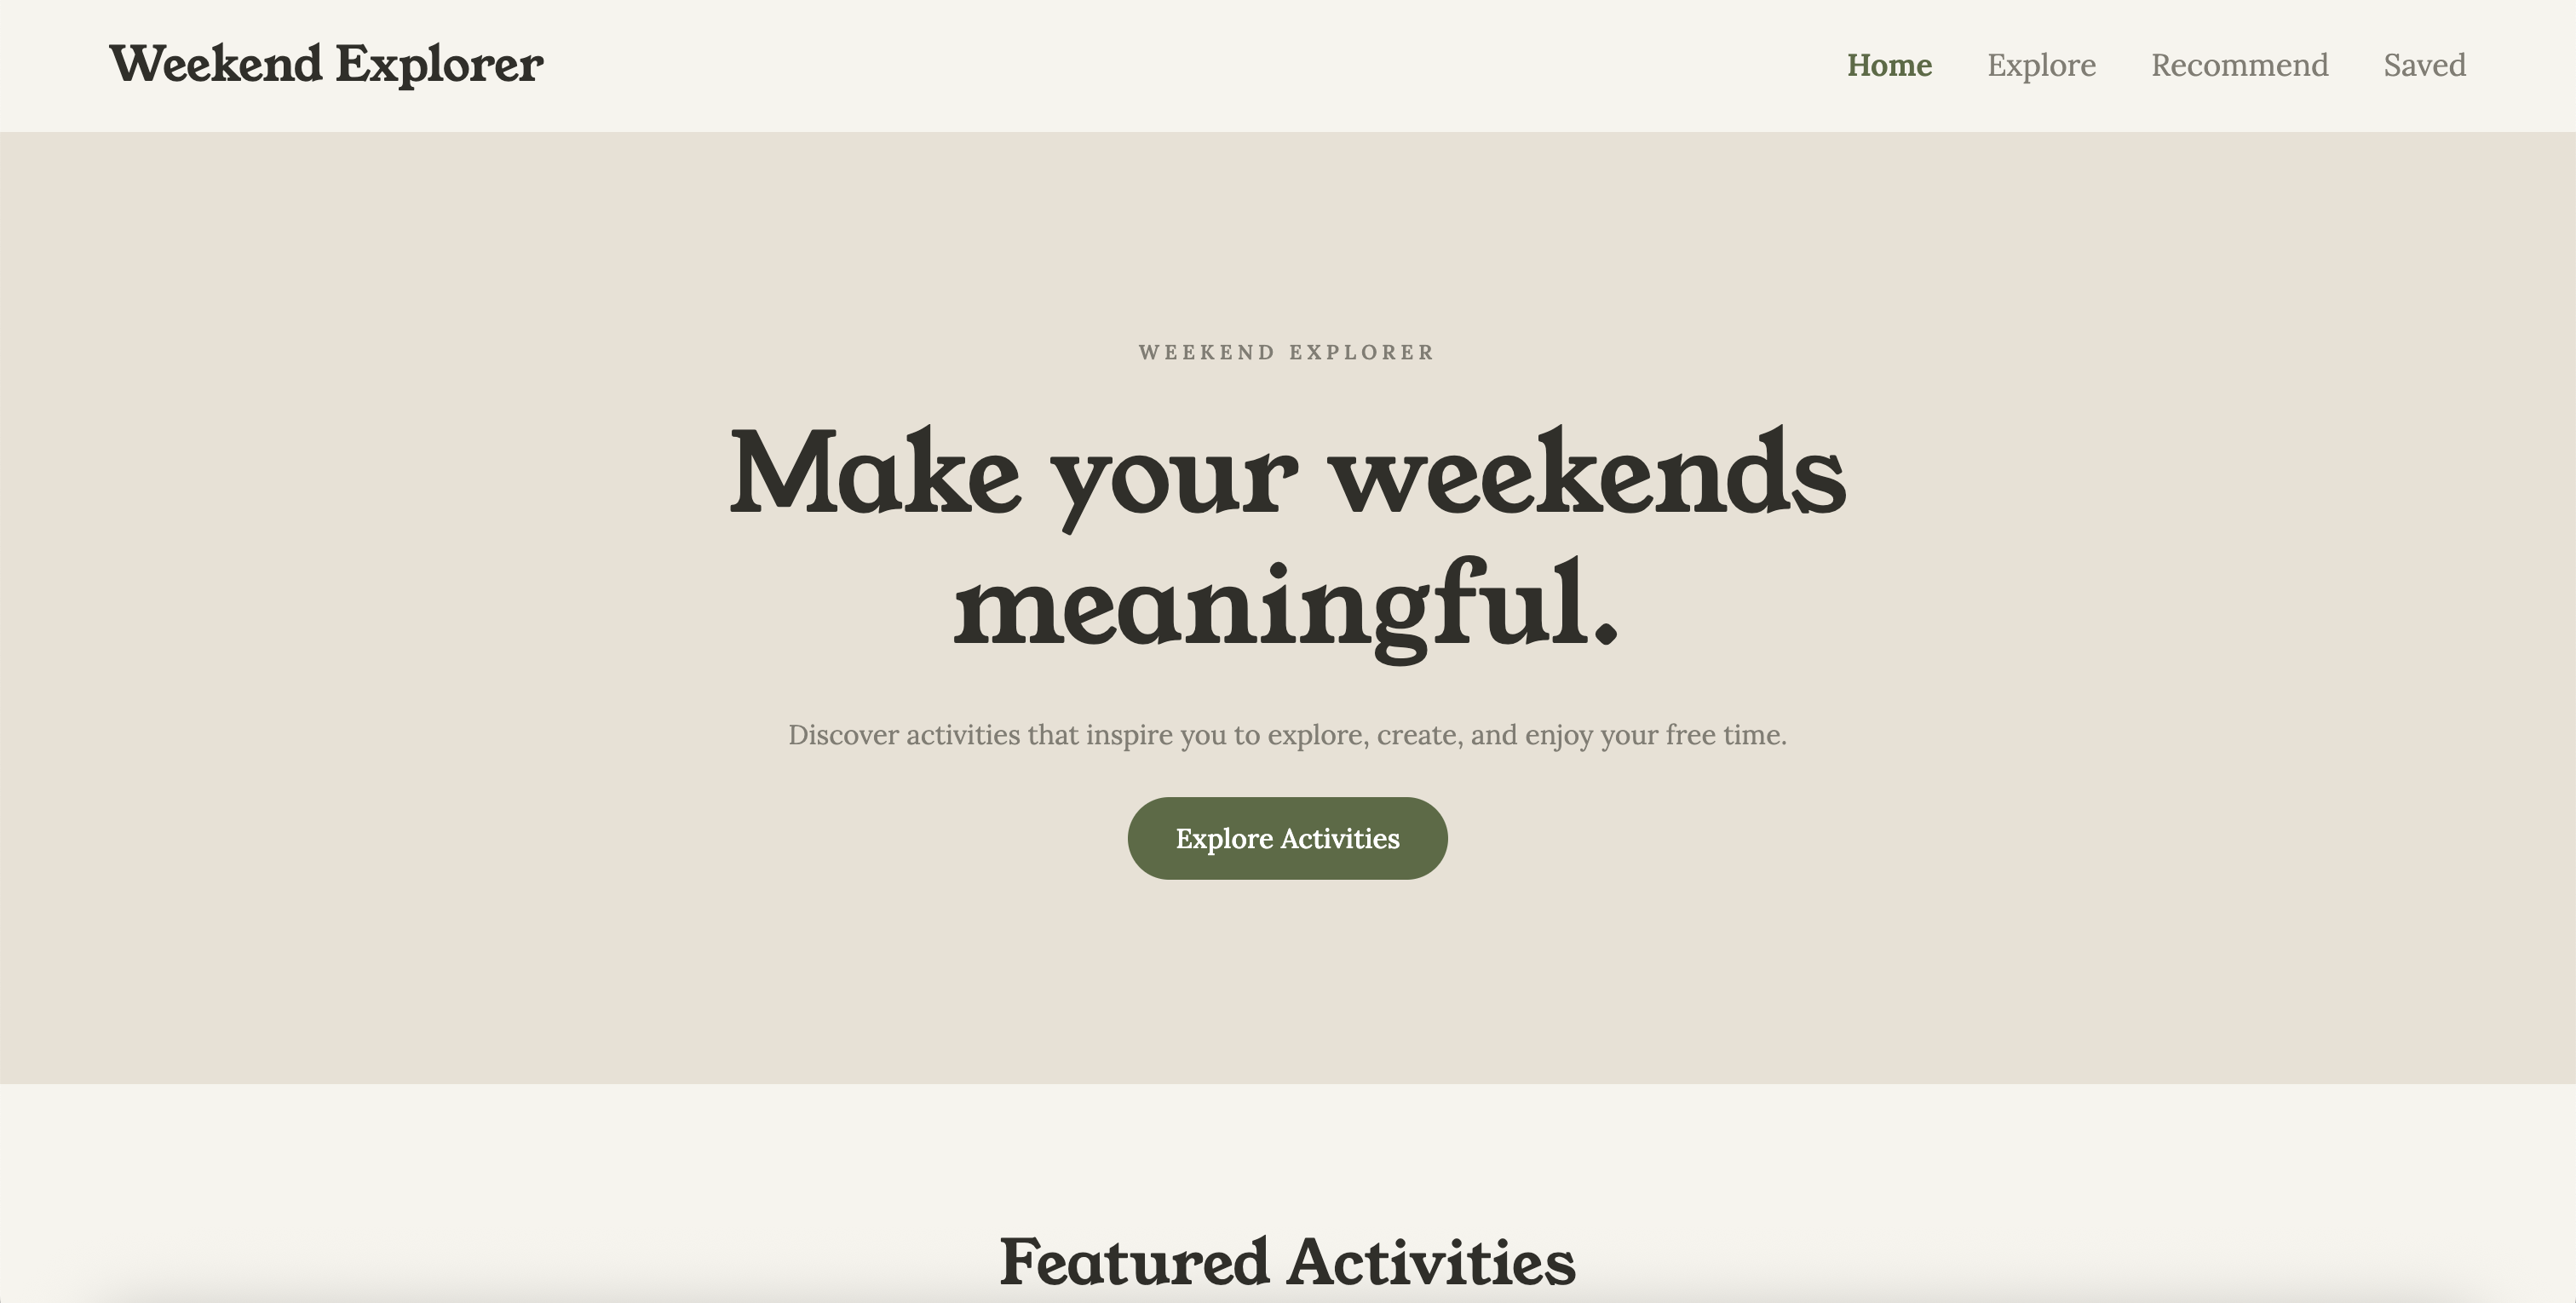 Weekend Explorer
Home Explore Recommend Saved
WEEKEND EXPLORER
Make your weekends
meaningful.
Discover activities that inspire you to explore, create, and enjoy your free time.
Explore Activities
Featured Activities